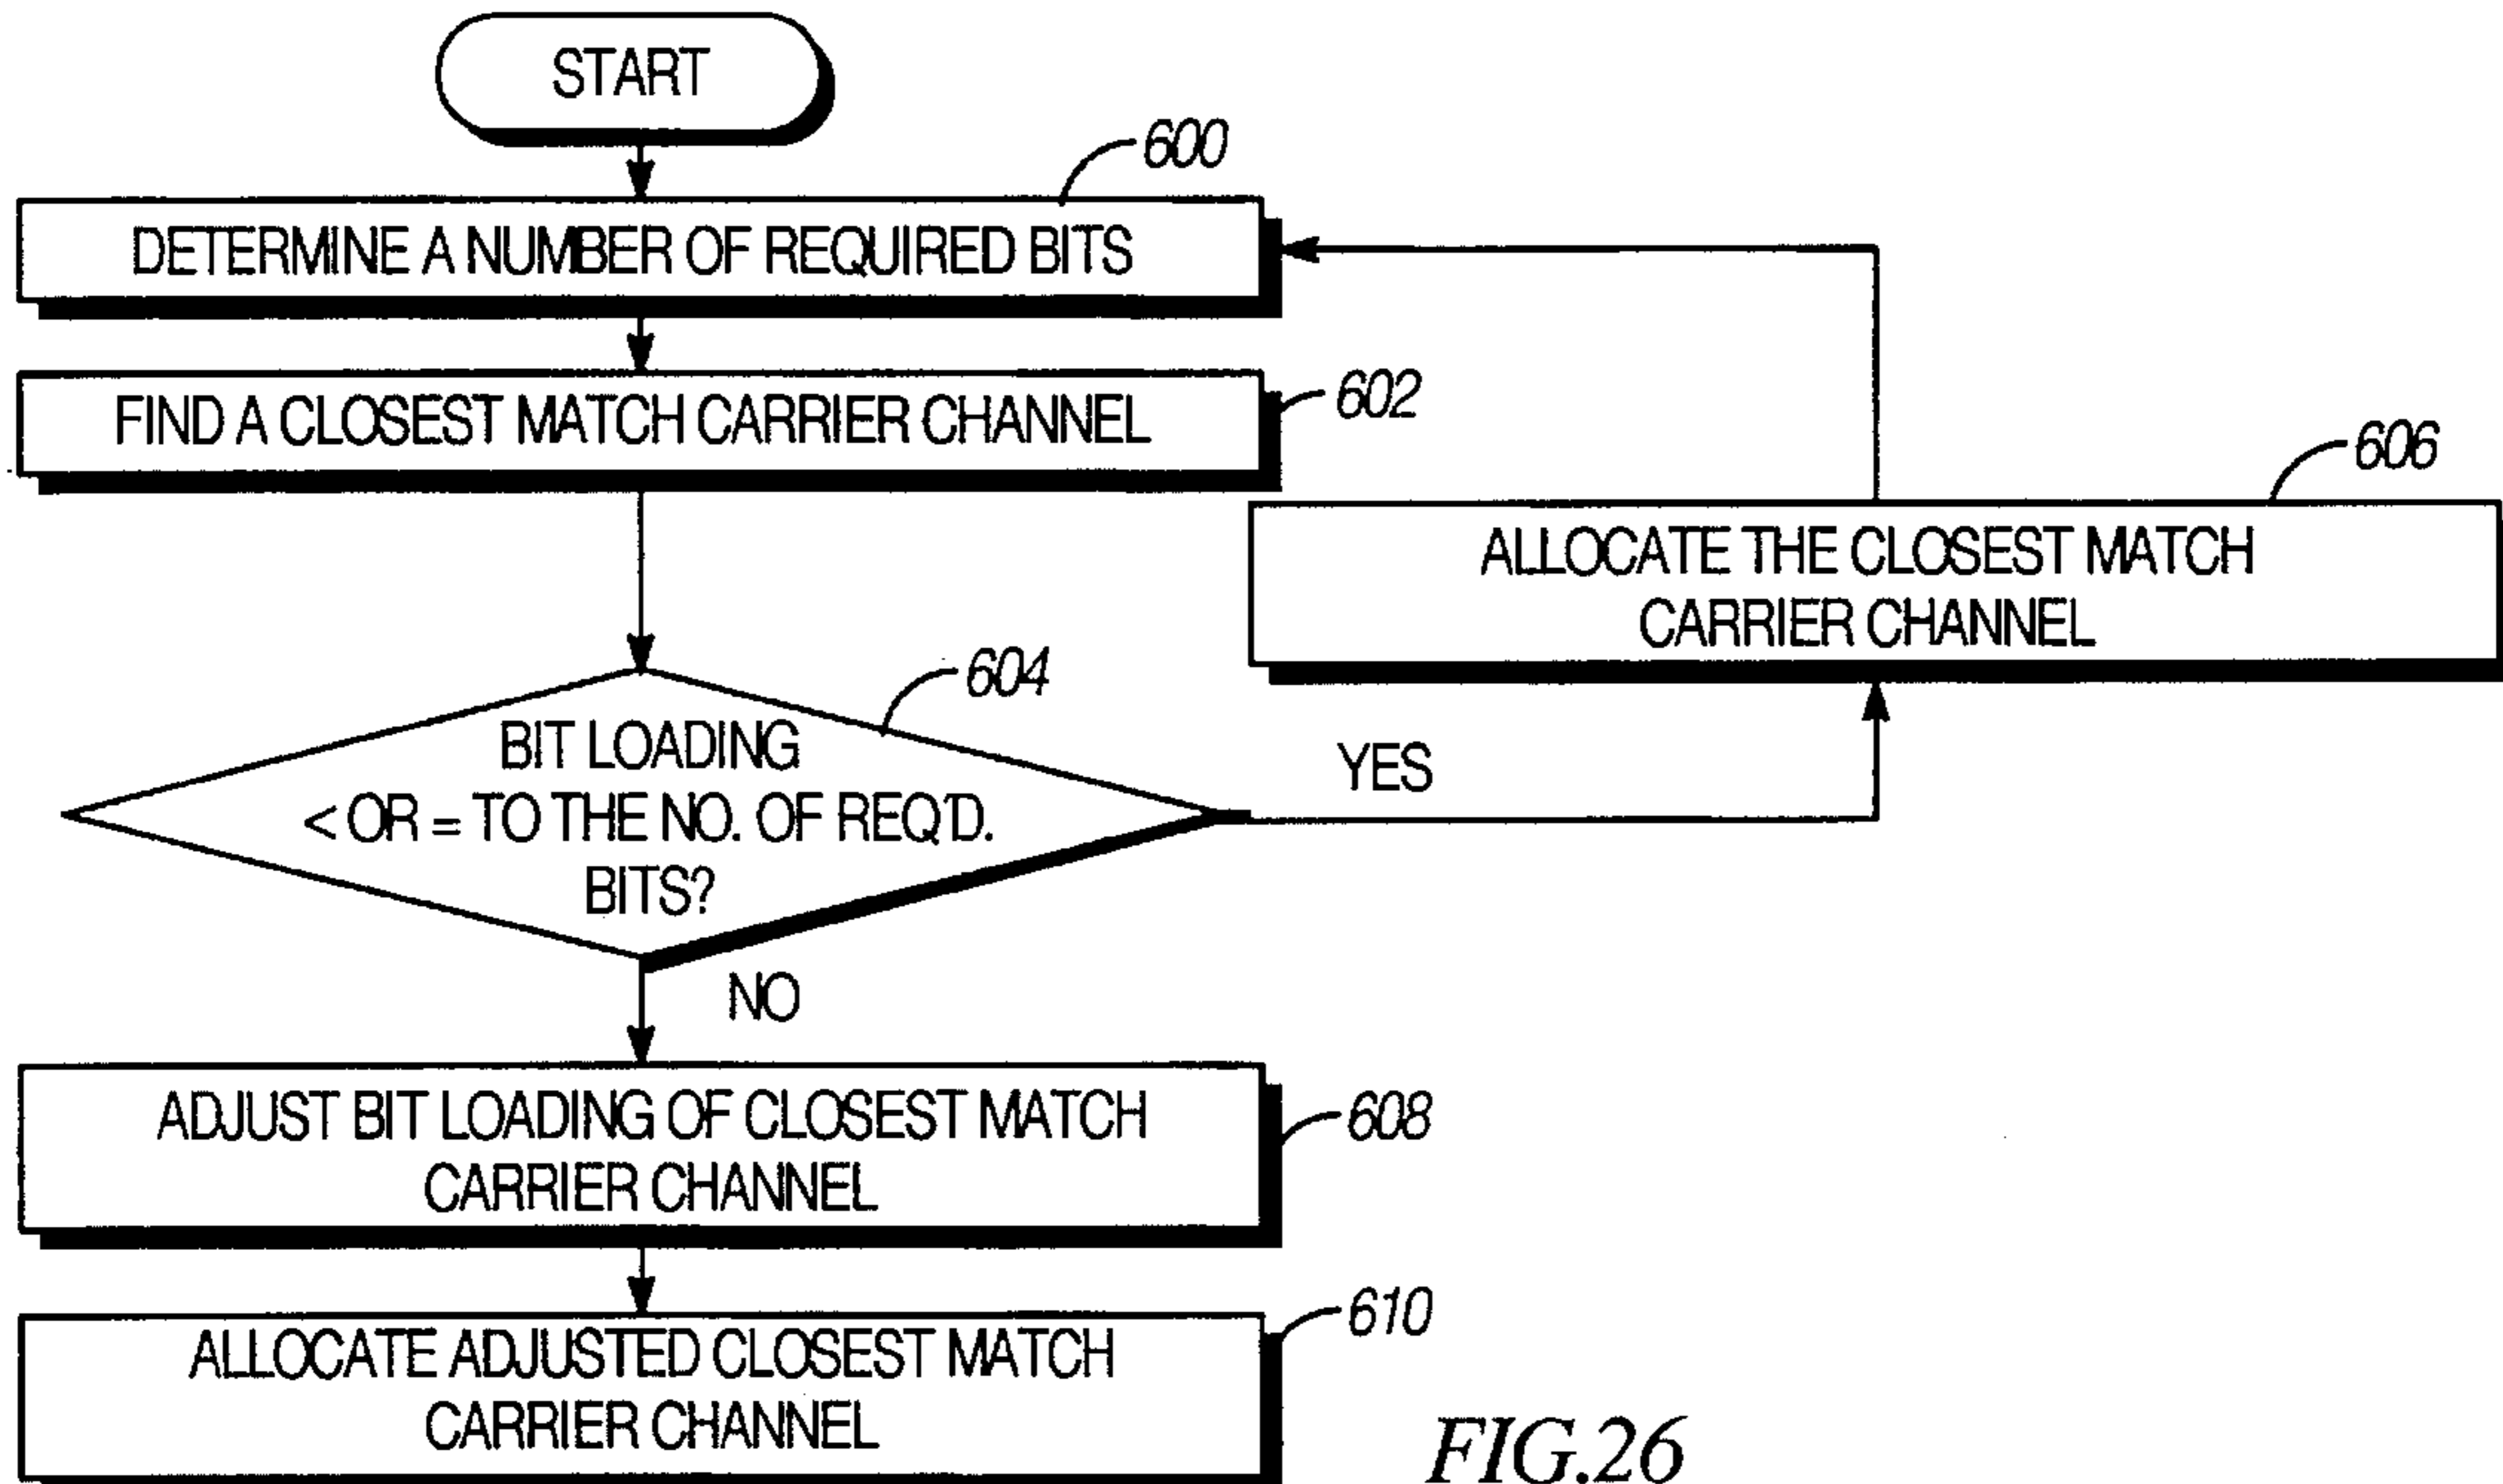 START
600
DETERMINE A NUMBER OF REQUIRED BITS
FIND A CLOSEST MATCH CARRIER CHANNEL
602
606
ALLOCATE THE CLOSEST MATCH
CARRIER CHANNEL
604
BIT LOADING
< OR = TO THE NO. OF REQ'D.
BITS?
YES
NO
ADJUST BIT LOADING OF CLOSEST MATCH
CARRIER CHANNEL
608
ALLOCATE ADJUSTED CLOSEST MATCH
CARRIER CHANNEL
610
FIG.26